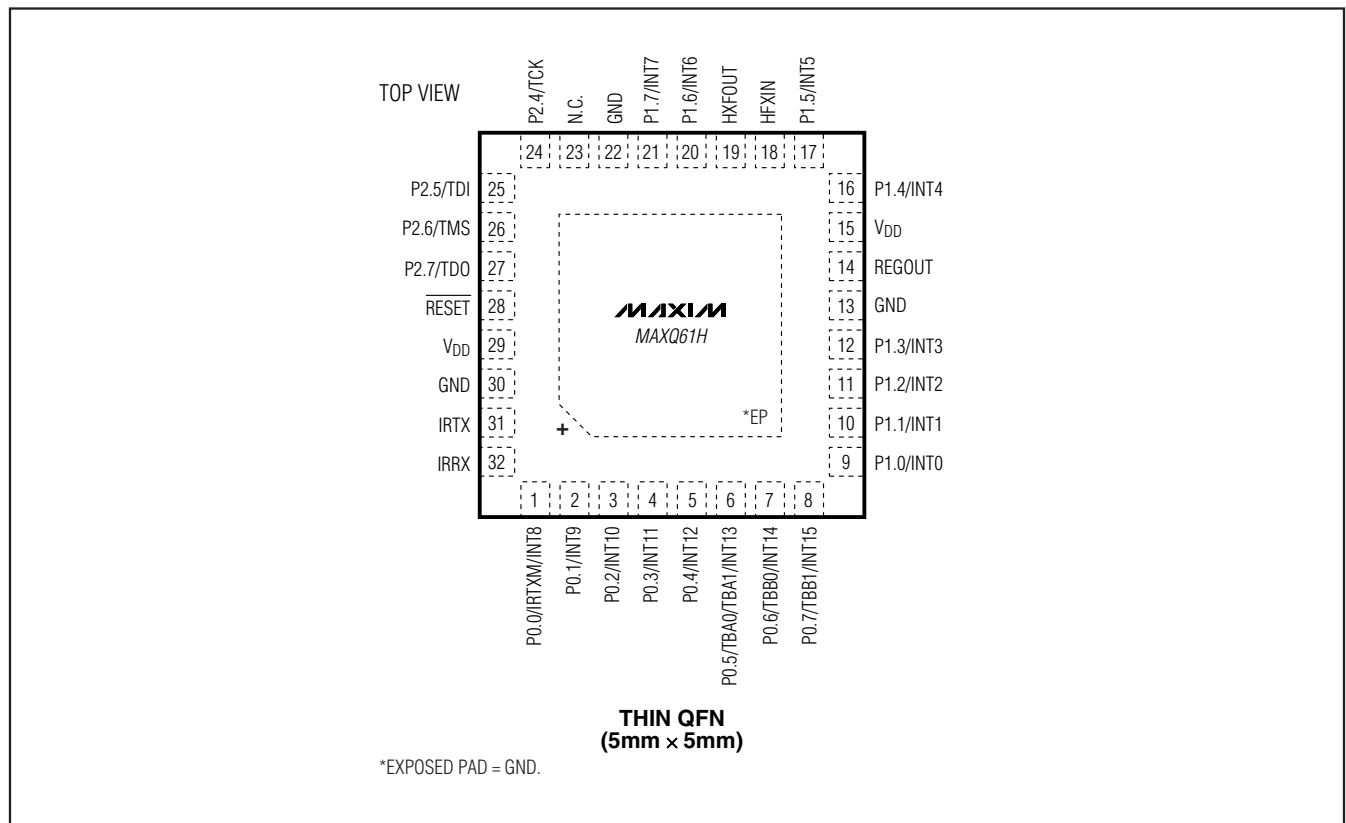 TOP VIEW
P2.4/TCK
N.C.
GND
P1.7/INT7
P1.6/INT6
HXFOUT
HFXIN
P1.5/INT5
24 23 22 21 20 19 18 17
P2.5/TDI 25
P2.6/TMS 26
P2.7/TDO 27
RESET 28
VDD 29
GND 30
IRTX 31
IRRX 32
16 P1.4/INT4
15 VDD
14 REGOUT
13 GND
12 P1.3/INT3
11 P1.2/INT2
10 P1.1/INT1
9 P1.0/INT0
MAXIM
MAXQ61H
*EP
+
1 2 3 4 5 6 7 8
P0.0/IRTXM/INT8
P0.1/INT9
P0.2/INT10
P0.3/INT11
P0.4/INT12
P0.5/TBA0/TBA1/INT13
P0.6/TBB0/INT14
P0.7/TBB1/INT15
THIN QFN
(5mm × 5mm)
*EXPOSED PAD = GND.